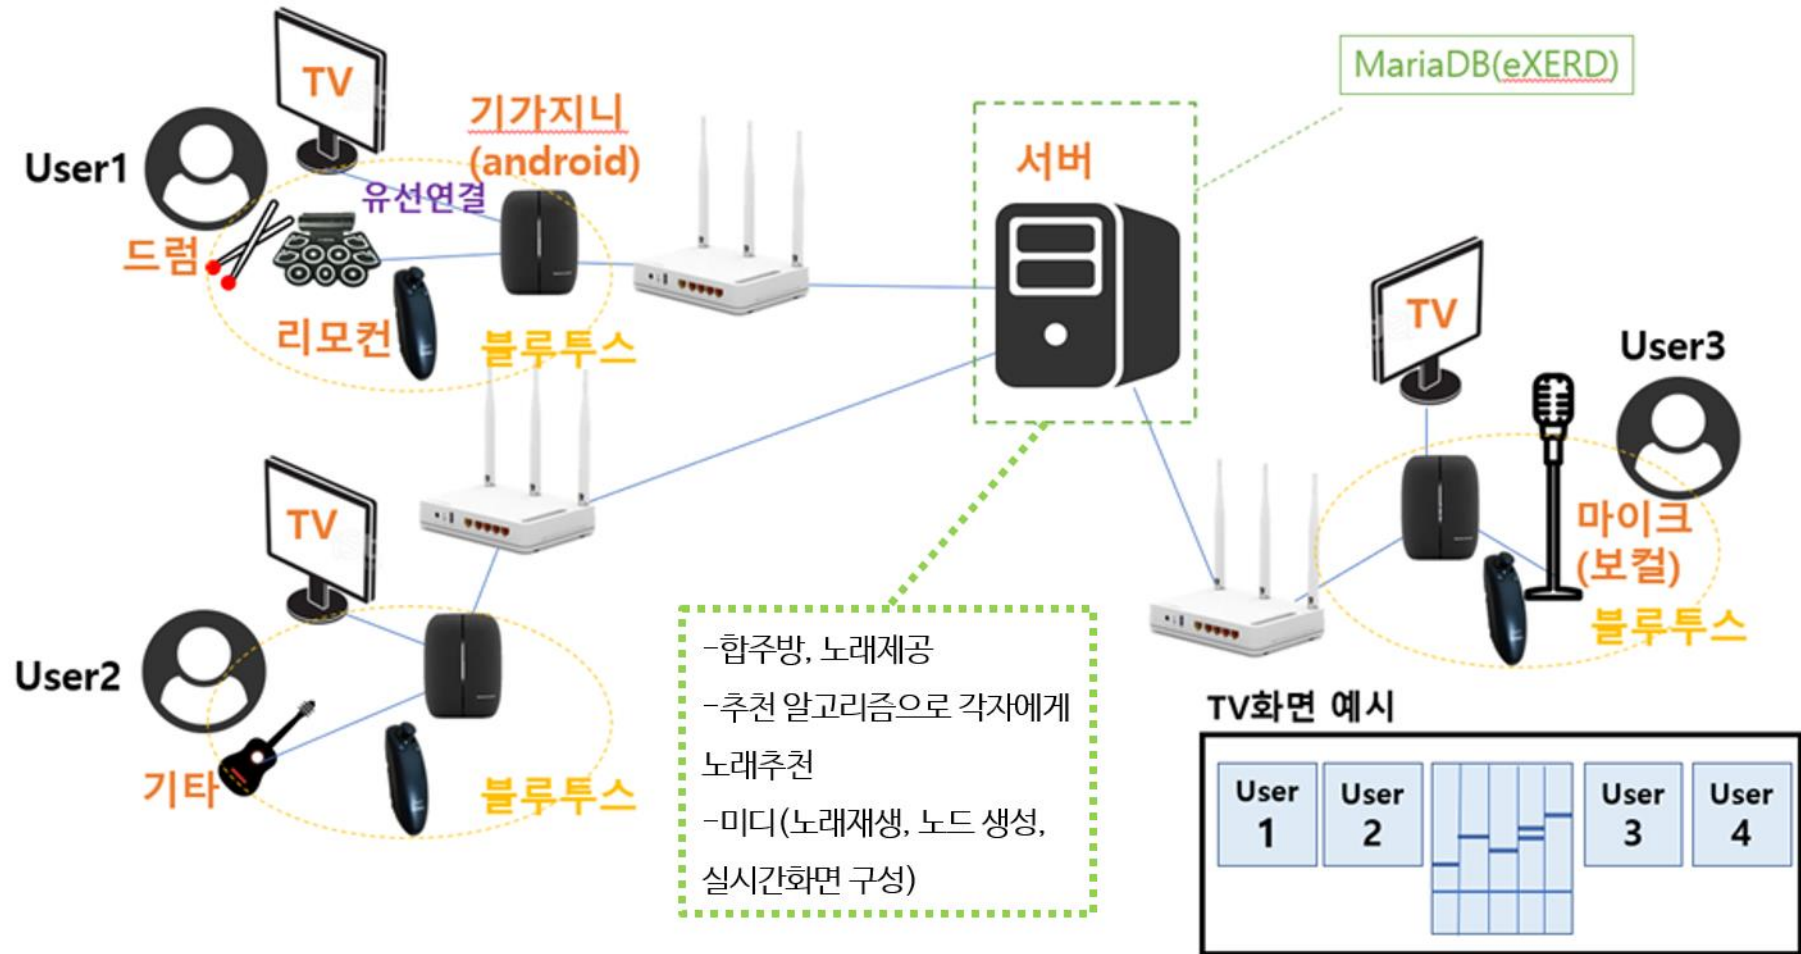 TV
기가지니
(android)
User1
유선연결
드럼
리모컨
블루투스
서버
MariaDB(eXERD)
TV
User3
마이크
(보컬)
블루투스
TV
User2
기타
블루투스
-합주방, 노래제공
-추천 알고리즘으로 각자에게
노래추천
-미디(노래재생, 노드 생성,
실시간화면 구성)
TV화면 예시
User
1
User
2
User
3
User
4